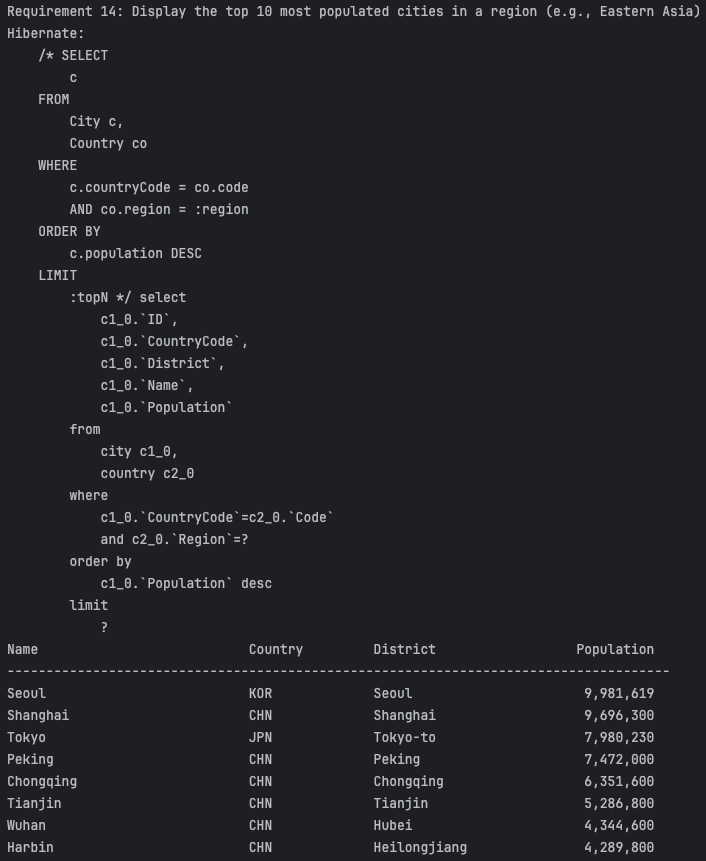 Requirement 14: Display the top 10 most populated cities in a region (e.g., Eastern Asia)
Hibernate:
    /* SELECT
        c
    FROM
        City c,
        Country co
    WHERE
        c.countryCode = co.code
        AND co.region = :region
    ORDER BY
        c.population DESC
    LIMIT
        :topN */ select
            c1_0.`ID`,
            c1_0.`CountryCode`,
            c1_0.`District`,
            c1_0.`Name`,
            c1_0.`Population`
        from
            city c1_0,
            country c2_0
        where
            c1_0.`CountryCode`=c2_0.`Code`
            and c2_0.`Region`=?
        order by
            c1_0.`Population` desc
        limit
            ?
Name                           Country         District                  Population
-------------------------------------------------------------------------------------
Seoul                          KOR             Seoul                      9,981,619
Shanghai                       CHN             Shanghai                   9,696,300
Tokyo                          JPN             Tokyo-to                   7,980,230
Peking                         CHN             Peking                     7,472,000
Chongqing                      CHN             Chongqing                  6,351,600
Tianjin                        CHN             Tianjin                    5,286,800
Wuhan                          CHN             Hubei                      4,344,600
Harbin                         CHN             Heilongjiang               4,289,800